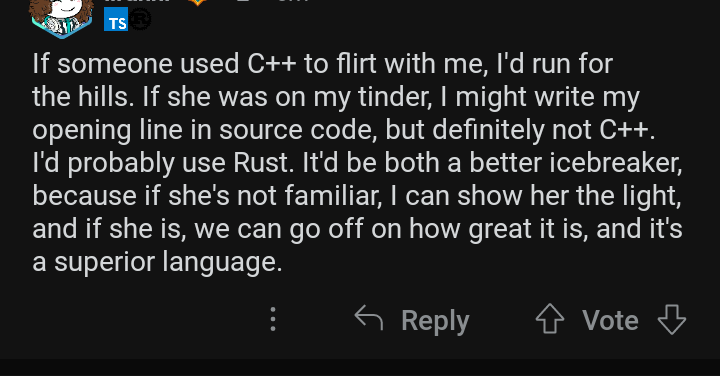 TS
If someone used C++ to flirt with me, I'd run for
the hills. If she was on my tinder, I might write my
opening line in source code, but definitely not C++.
I'd probably use Rust. It'd be both a better icebreaker,
because if she's not familiar, I can show her the light,
and if she is, we can go off on how great it is, and it's
a superior language.
Reply Vote